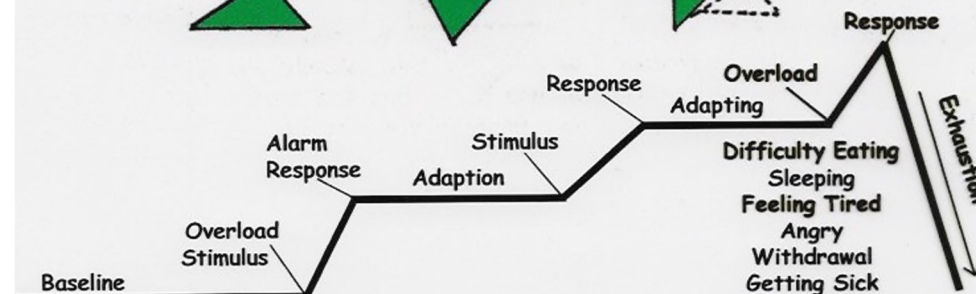 Response
Overload
Response
Adapting
Alarm
Response
Stimulus
Adaption
Difficulty Eating
Sleeping
Feeling Tired
Angry
Withdrawal
Getting Sick
Exhaustion
Overload
Stimulus
Baseline